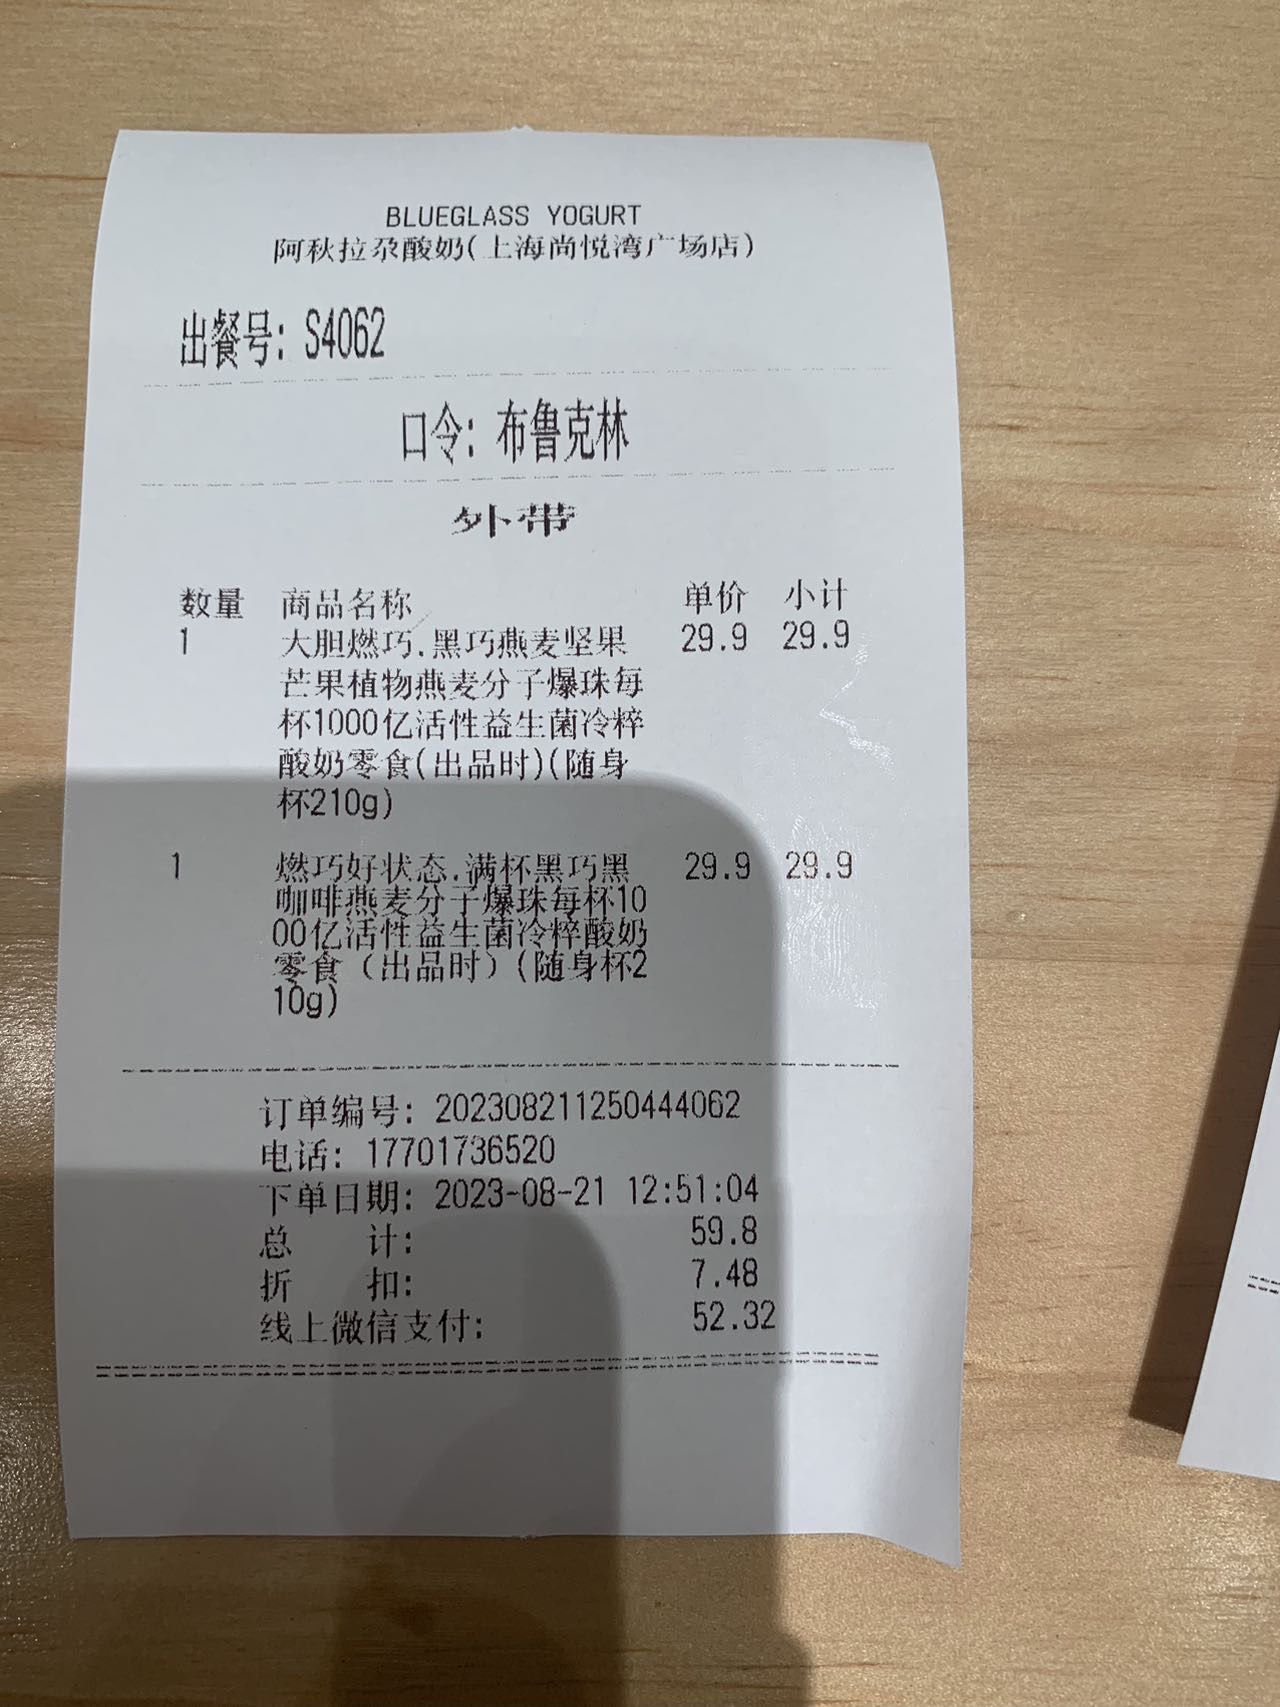 BLUEGLASS YOGURT
阿秋拉尕酸奶(上海尚悦湾广场店)
出餐号: S4062
口令: 布鲁克林
外带
数量 商品名称 单价 小计
1 大胆燃巧.黑巧燕麦坚果 29.9 29.9
芒果植物燕麦分子爆珠每
杯1000亿活性益生菌冷粹
酸奶零食(出品时)(随身
杯210g)
1 燃巧好状态.满杯黑巧黑 29.9 29.9
咖啡燕麦分子爆珠每杯10
00亿活性益生菌冷粹酸奶
零食（出品时）(随身杯2
10g)
订单编号: 202308211250444062
电话: 17701736520
下单日期: 2023-08-21 12:51:04
总 计: 59.8
折 扣: 7.48
线上微信支付: 52.32